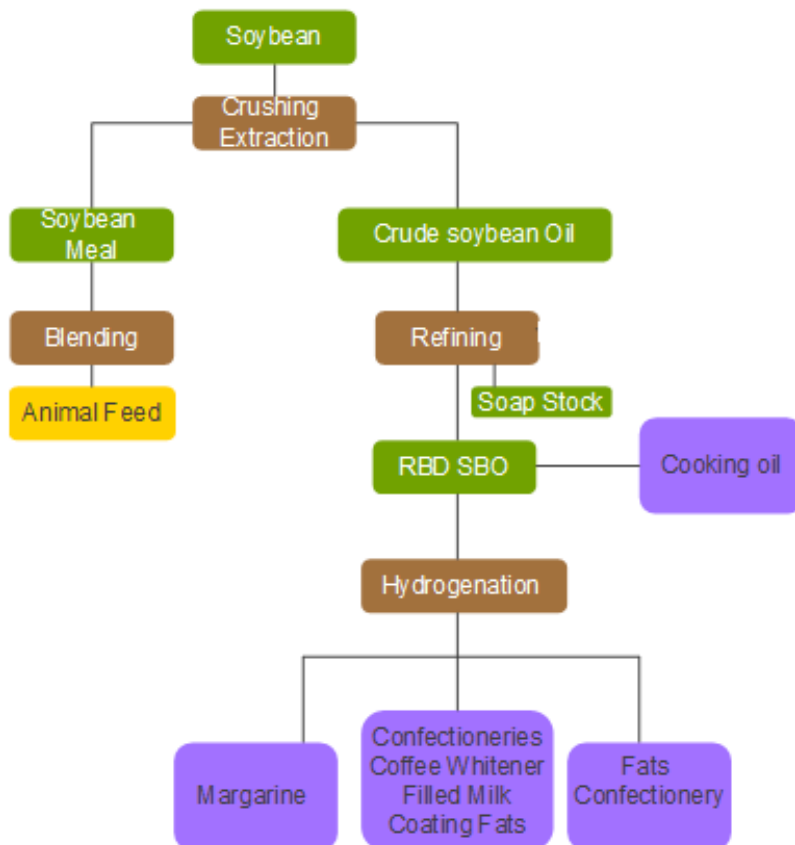 Soybean
Crushing
Extraction
Soybean
Meal
Crude soybean Oil
Blending
Refining
Animal Feed
Soap Stock
RBD SBO
Cooking oil
Hydrogenation
Margarine
Confectioneries
Coffee Whitener
Filled Milk
Coating Fats
Fats
Confectionery